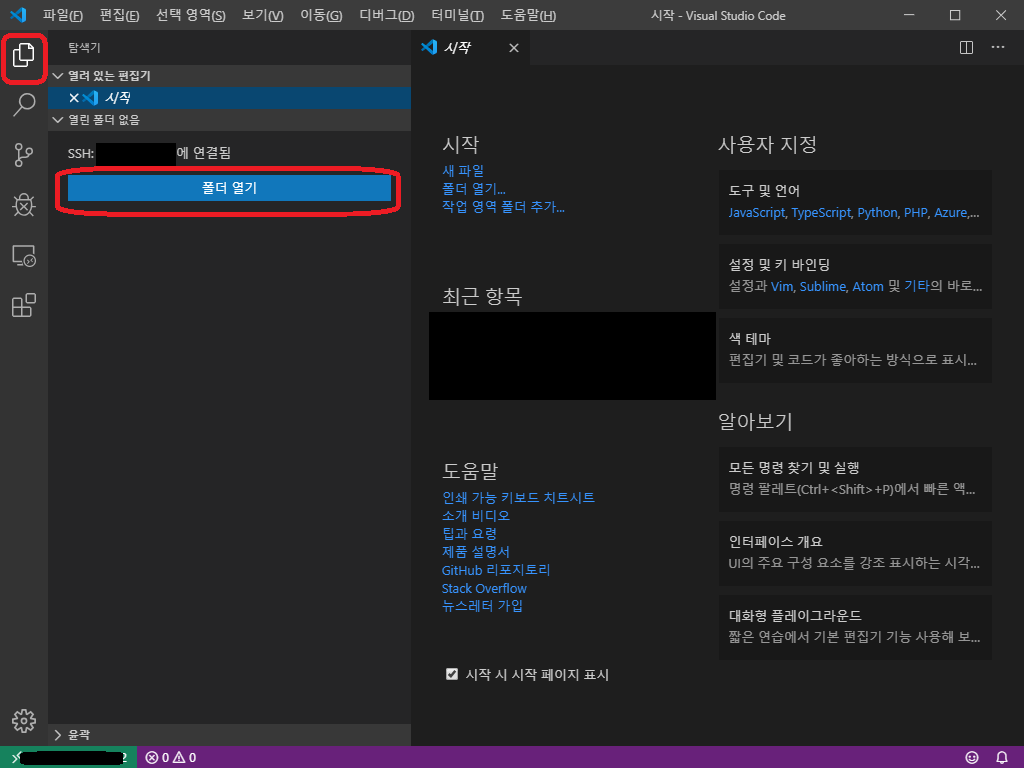 파일(F) 편집(E) 선택 영역(S) 보기(V) 이동(G) 디버그(D) 터미널(T) 도움말(H) 시작 - Visual Studio Code
탐색기
열려 있는 편집기
시작
열린 폴더 없음
SSH: 에 연결됨
폴더 열기
윤곽
시작
시작
새 파일
폴더 열기...
작업 영역 폴더 추가...
최근 항목
도움말
인쇄 가능 키보드 치트시트
소개 비디오
팁과 요령
제품 설명서
GitHub 리포지토리
Stack Overflow
뉴스레터 가입
시작 시 시작 페이지 표시
사용자 지정
도구 및 언어
JavaScript, TypeScript, Python, PHP, Azure,...
설정 및 키 바인딩
설정과 Vim, Sublime, Atom 및 기타의 바로...
색 테마
편집기 및 코드가 좋아하는 방식으로 표시...
알아보기
모든 명령 찾기 및 실행
명령 팔레트(Ctrl+<Shift>+P)에서 빠른 액...
인터페이스 개요
UI의 주요 구성 요소를 강조 표시하는 시각...
대화형 플레이그라운드
짧은 연습에서 기본 편집기 기능 사용해 보...
2 0 0